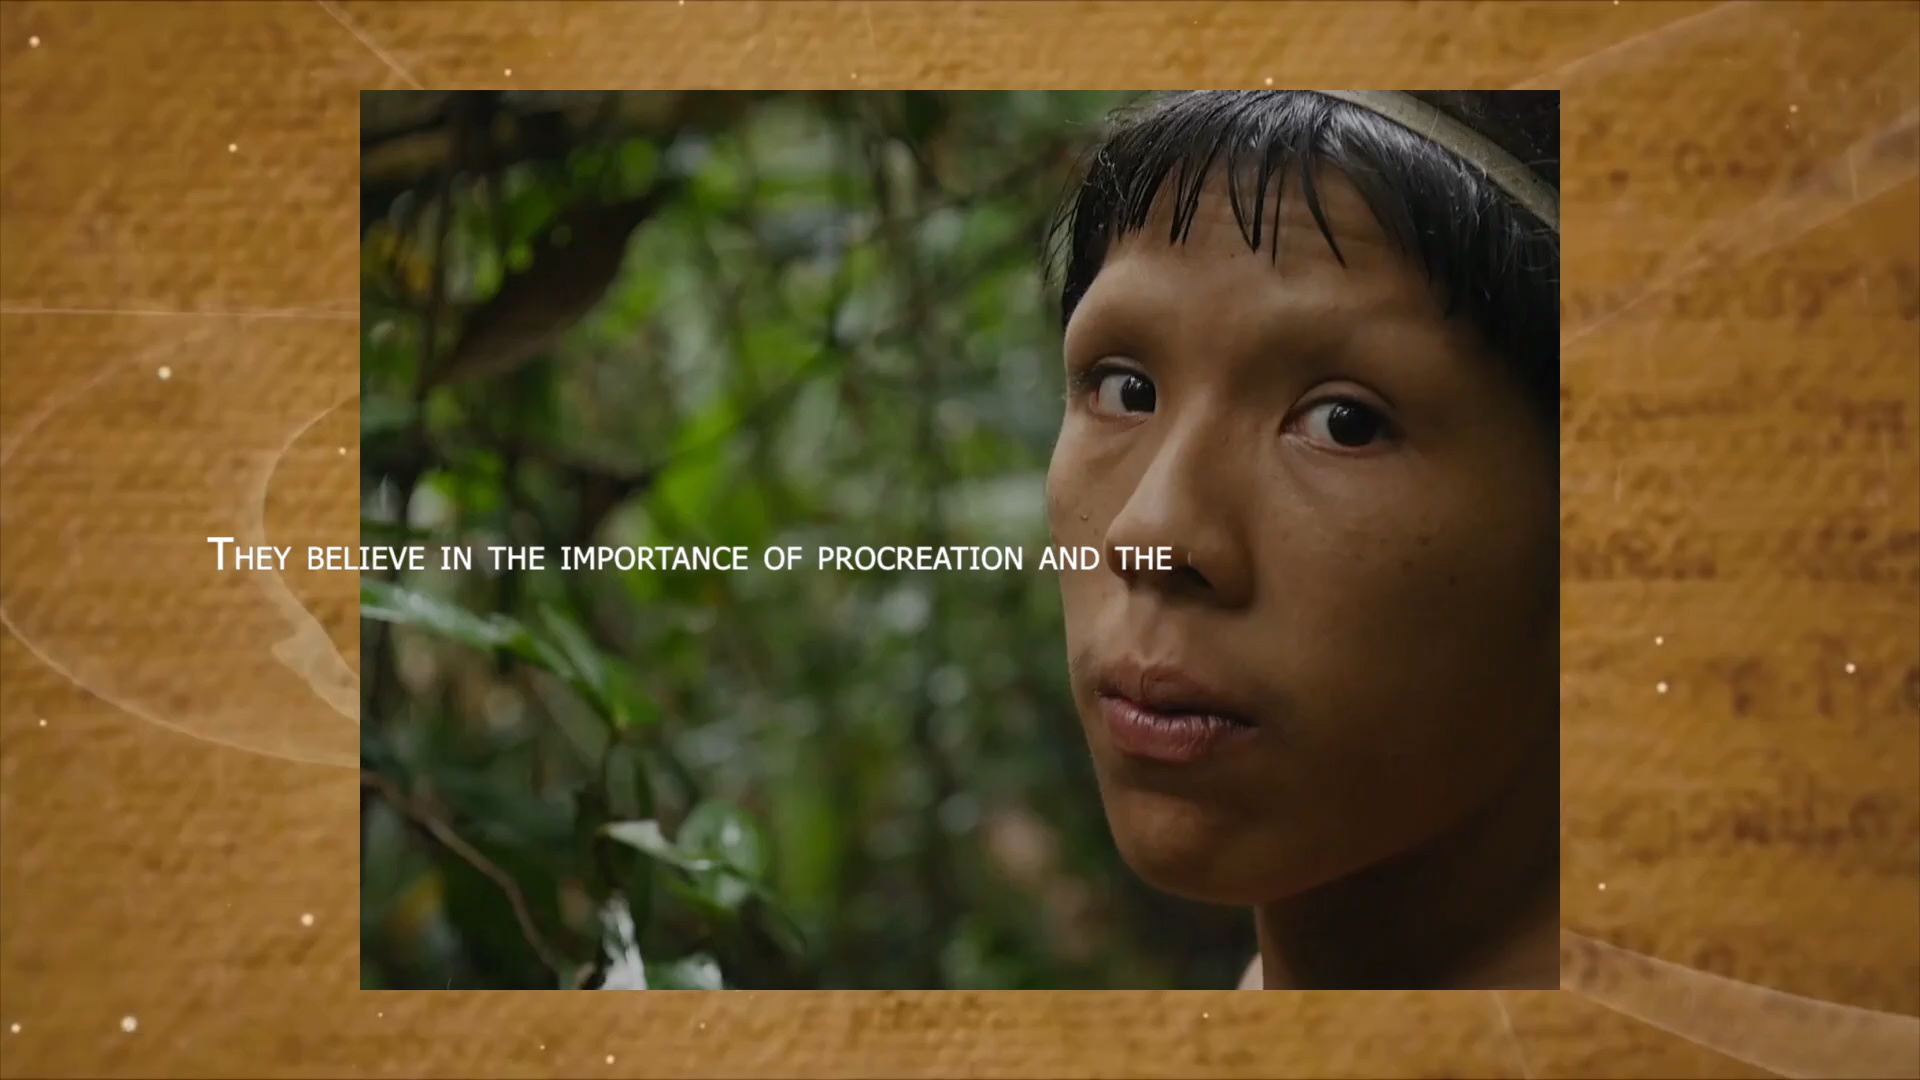 They believe in the importance of procreation and the